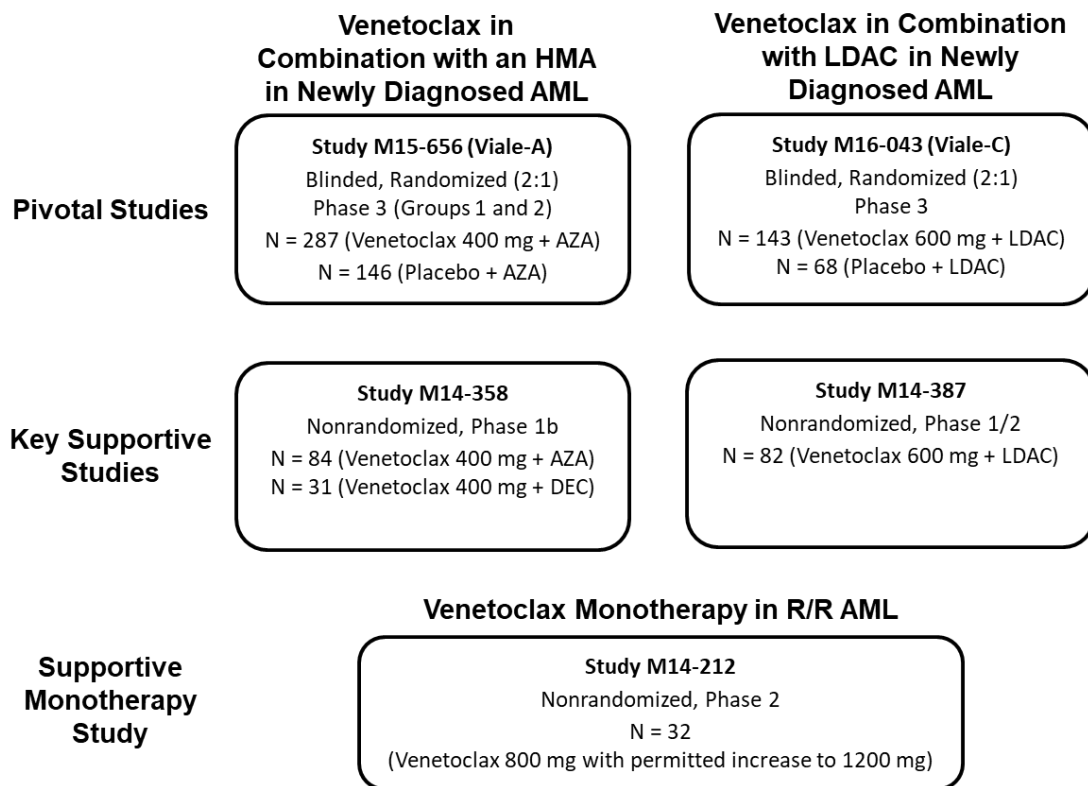 Venetoclax in
Combination with an HMA
in Newly Diagnosed AML
Venetoclax in Combination
with LDAC in Newly
Diagnosed AML
Pivotal Studies
Study M15-656 (Viale-A)
Blinded, Randomized (2:1)
Phase 3 (Groups 1 and 2)
N = 287 (Venetoclax 400 mg + AZA)
N = 146 (Placebo + AZA)
Study M16-043 (Viale-C)
Blinded, Randomized (2:1)
Phase 3
N = 143 (Venetoclax 600 mg + LDAC)
N = 68 (Placebo + LDAC)
Key Supportive
Studies
Study M14-358
Nonrandomized, Phase 1b
N = 84 (Venetoclax 400 mg + AZA)
N = 31 (Venetoclax 400 mg + DEC)
Study M14-387
Nonrandomized, Phase 1/2
N = 82 (Venetoclax 600 mg + LDAC)
Venetoclax Monotherapy in R/R AML
Supportive
Monotherapy
Study
Study M14-212
Nonrandomized, Phase 2
N = 32
(Venetoclax 800 mg with permitted increase to 1200 mg)